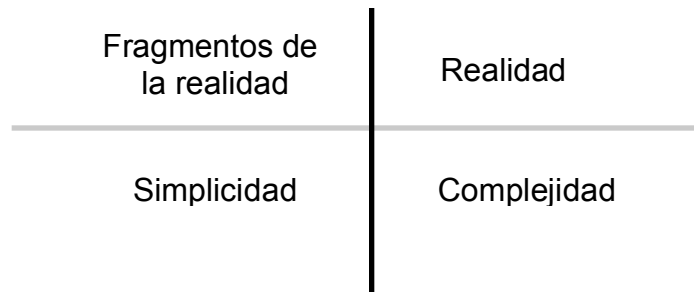 Fragmentos de
la realidad
Realidad
Simplicidad
Complejidad